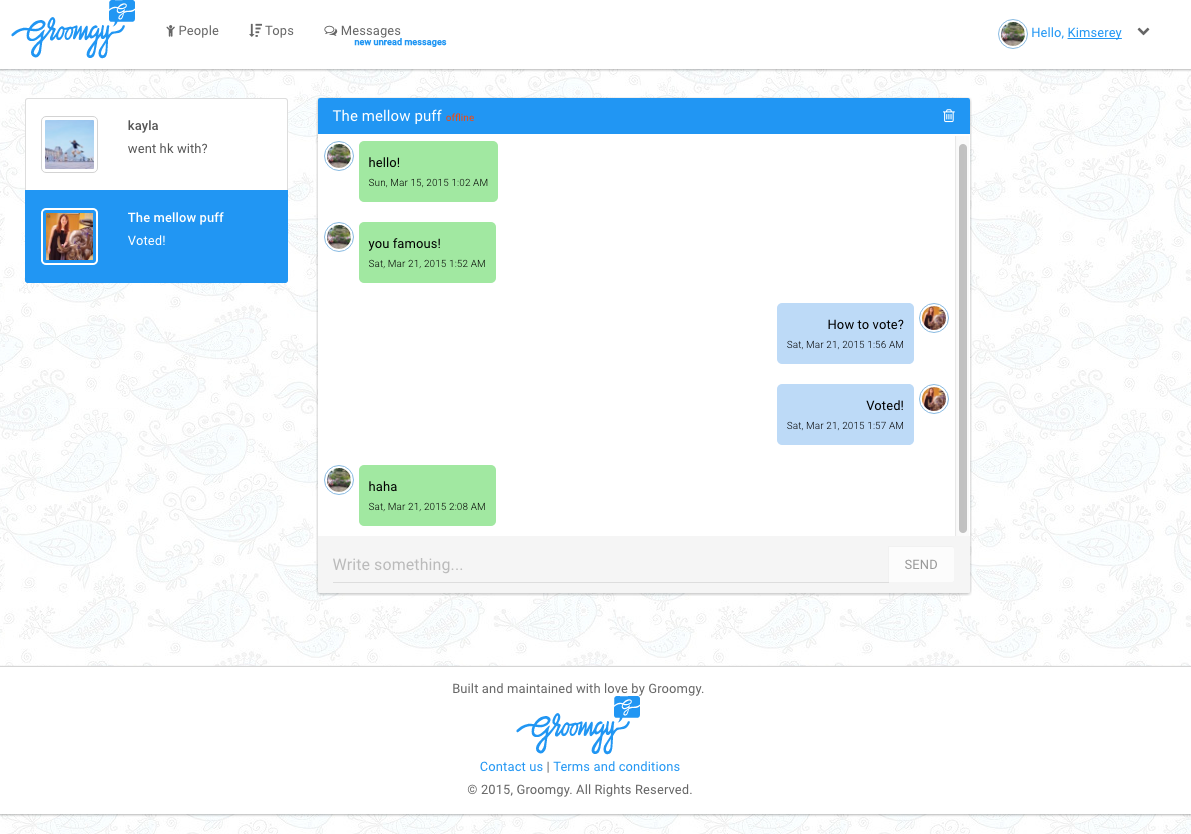 Groomgy
People
Tops
Messages
new unread messages
Hello, Kimserey
kayla
went hk with?
The mellow puff
Voted!
The mellow puff offline
hello!
Sun, Mar 15, 2015 1:02 AM
you famous!
Sat, Mar 21, 2015 1:52 AM
How to vote?
Sat, Mar 21, 2015 1:56 AM
Voted!
Sat, Mar 21, 2015 1:57 AM
haha
Sat, Mar 21, 2015 2:08 AM
Write something...
SEND
Built and maintained with love by Groomgy.
Groomgy
Contact us | Terms and conditions
© 2015, Groomgy. All Rights Reserved.